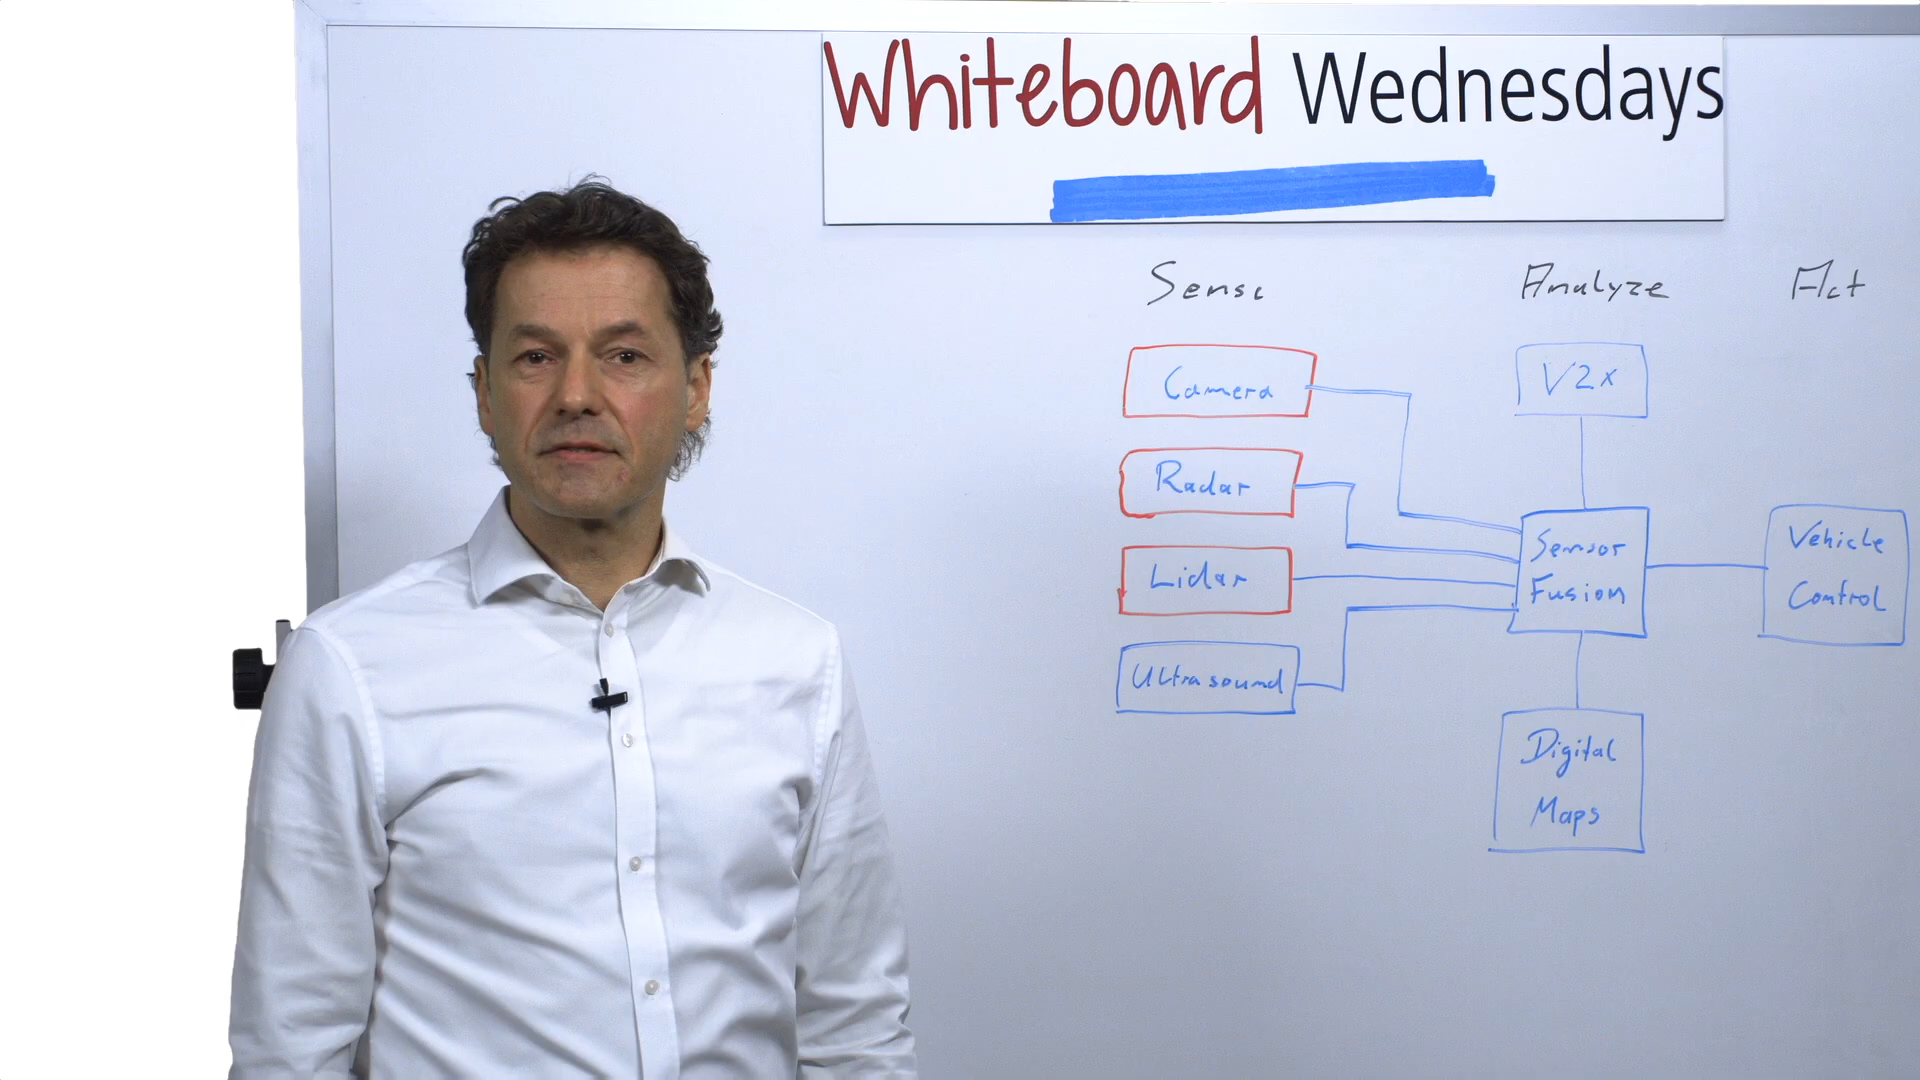 Whiteboard Wednesdays
Sense Analyze Act
Camera
V2x
Radar
Sensor
Fusion
Vehicle
Control
Lidar
Ultrasound
Digital
Maps